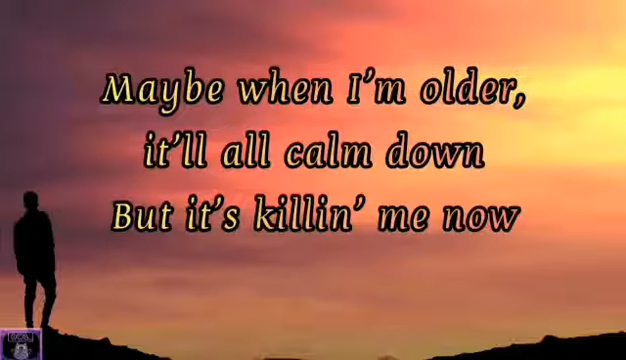 Maybe when I'm older,
it'll all calm down
But it's killin' me now